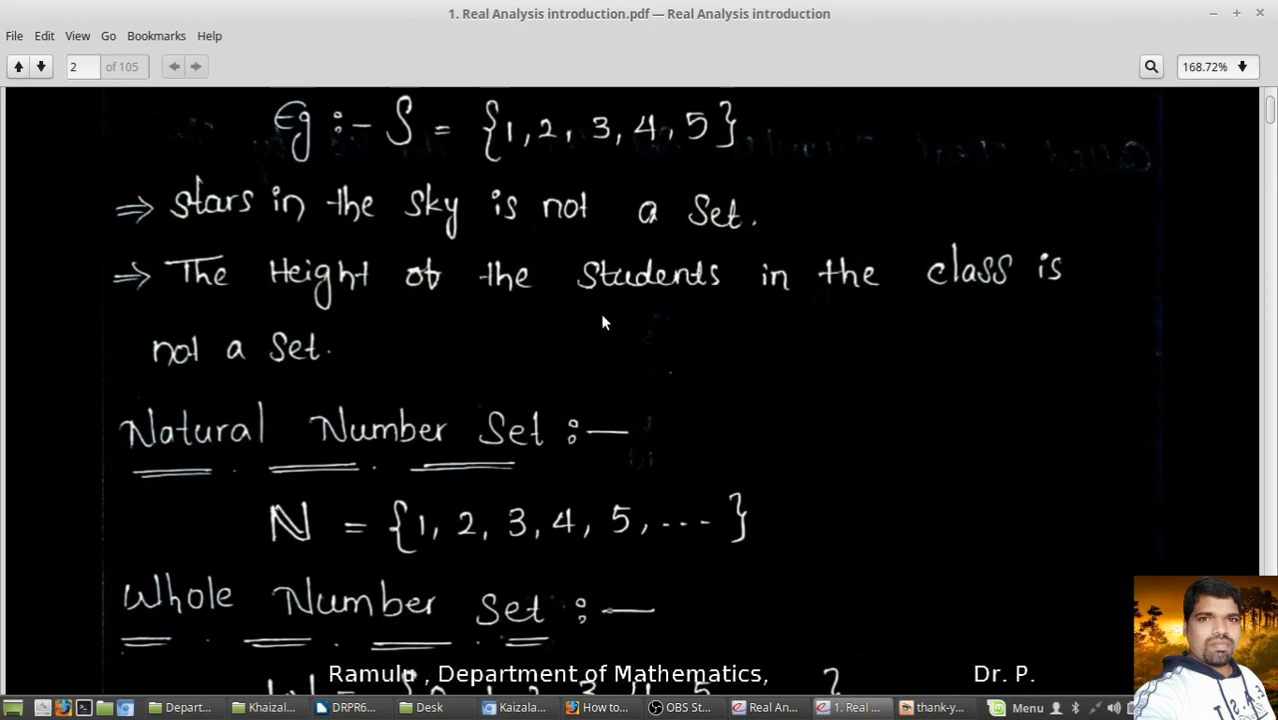 1. Real Analysis introduction.pdf — Real Analysis introduction
File Edit View Go Bookmarks Help
2 of 105 168.72%
Eg :- S = {1, 2, 3, 4, 5}
⇒ stars in the sky is not a Set.
⇒ The Height of the Students in the class is
not a Set.
Natural Number Set :—
ℕ = {1, 2, 3, 4, 5, ... }
Whole Number Set :—
Ramulu , Department of Mathematics, Dr. P.
Depart... Khaizal... DRPR6... Desk Kaizala... How to... OBS St... Real An... 1. Real ... thank-y... Menu